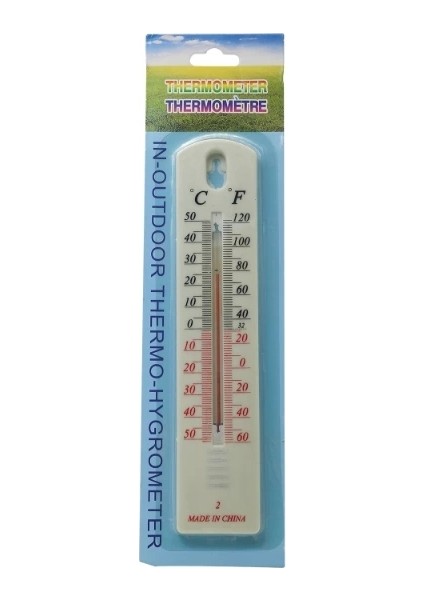 THERMOMETER
THERMOMÈTRE
IN-OUTDOOR THERMO-HYGROMETER
°C °F
50 120
40 100
30 80
20 60
10 40
0 32
10 20
20 0
30 20
40 40
50 60
2
MADE IN CHINA